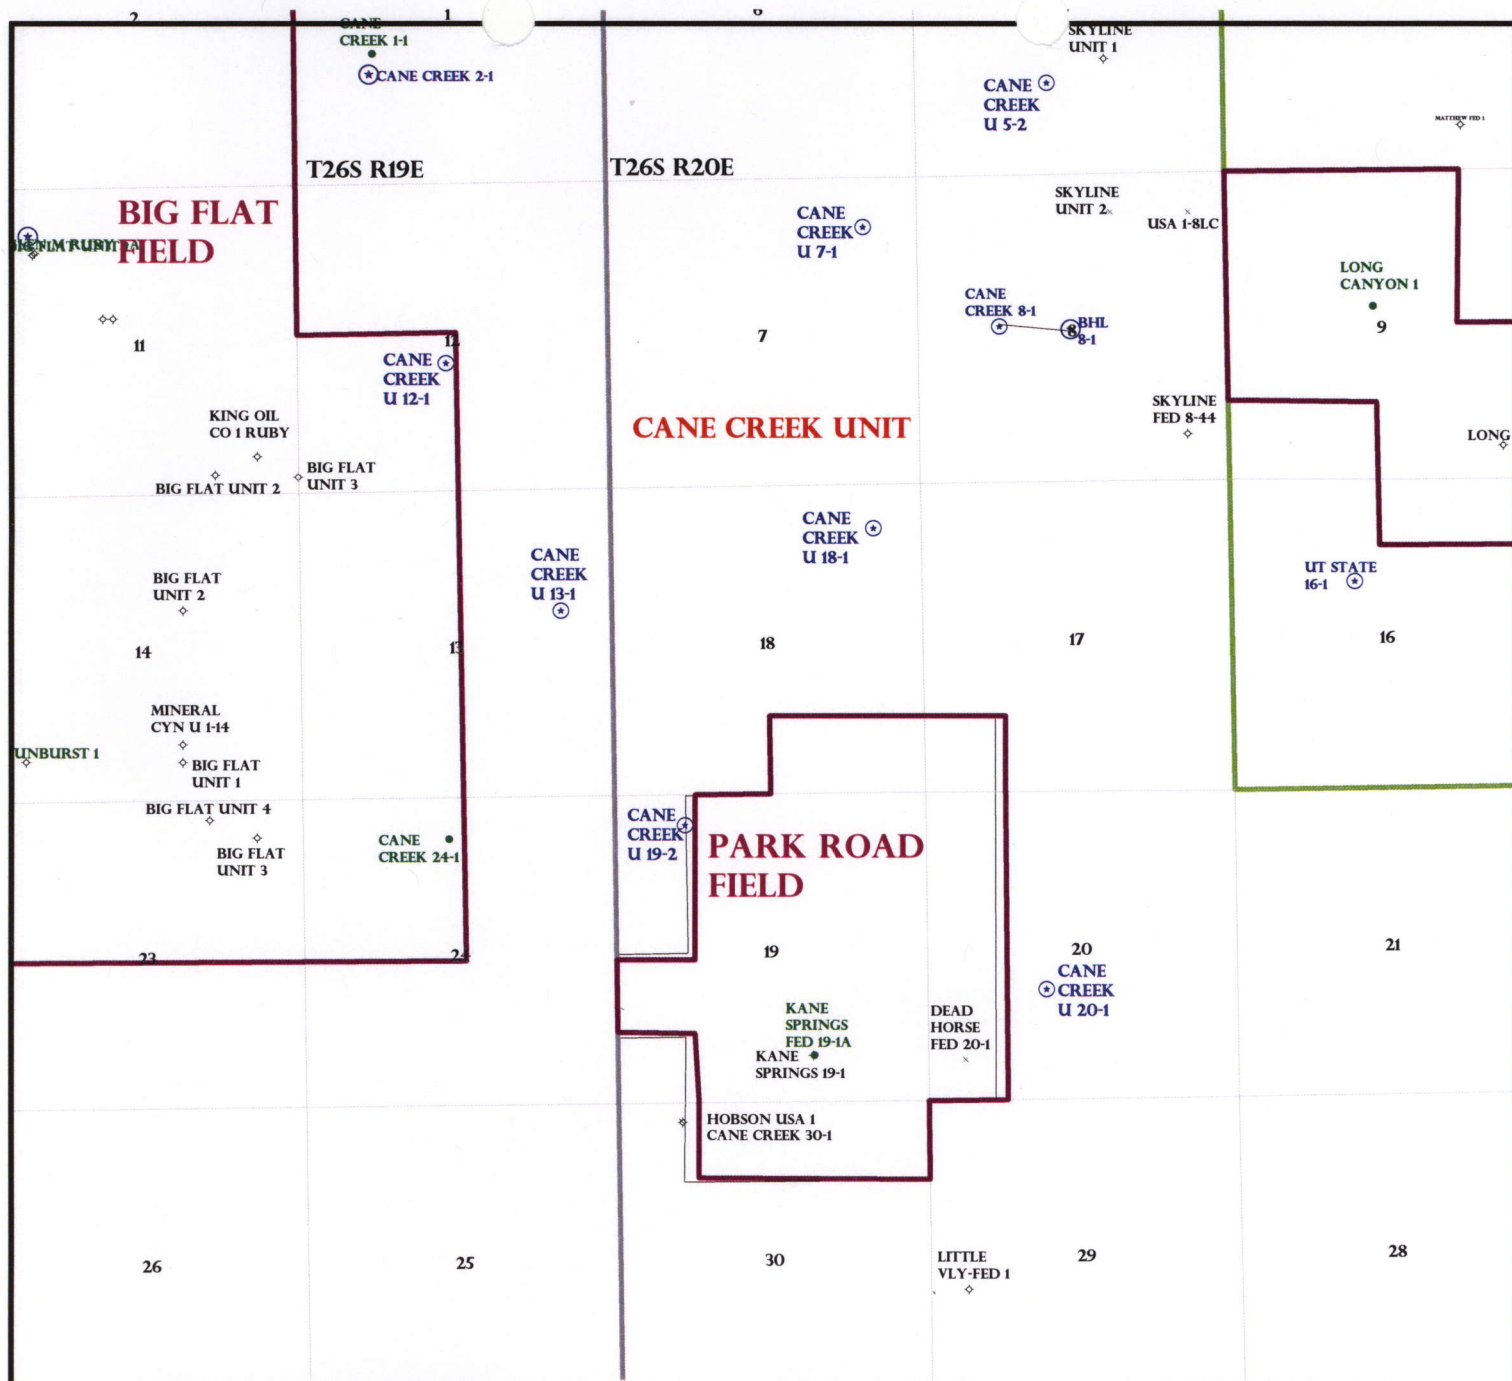 2
1
6
CANE
CREEK 1-1
CANE CREEK 2-1
SKYLINE
UNIT 1
CANE
CREEK
U 5-2
MATTHEW FED 1
T26S R19E
T26S R20E
BIG FLAT
FIELD
SKYLINE
UNIT 2
USA 1-8LC
CANE
CREEK
U 7-1
LONG
CANYON 1
CANE
CREEK 8-1
8
BHL
8-1
9
7
11
12
CANE
CREEK
U 12-1
KING OIL
CO 1 RUBY
CANE CREEK UNIT
SKYLINE
FED 8-44
LONG
BIG FLAT
UNIT 3
BIG FLAT UNIT 2
CANE
CREEK
U 18-1
CANE
CREEK
U 13-1
UT STATE
16-1
BIG FLAT
UNIT 2
14
13
18
17
16
MINERAL
CYN U 1-14
UNBURST 1
BIG FLAT
UNIT 1
BIG FLAT UNIT 4
BIG FLAT
UNIT 3
CANE
CREEK 24-1
CANE
CREEK
U 19-2
PARK ROAD
FIELD
23
24
19
20
21
CANE
CREEK
U 20-1
KANE
SPRINGS
FED 19-1A
KANE
SPRINGS 19-1
DEAD
HORSE
FED 20-1
HOBSON USA 1
CANE CREEK 30-1
26
25
30
29
28
LITTLE
VLY-FED 1